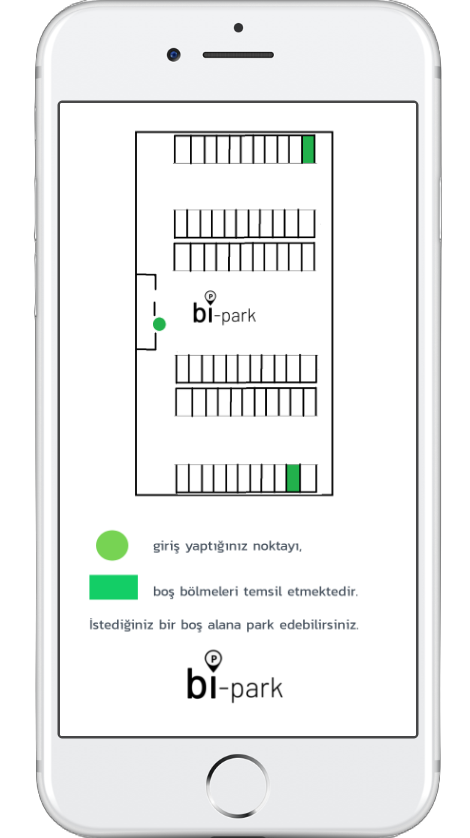 P
bi-park
giriş yaptığınız noktayı,
boş bölmeleri temsil etmektedir.
İstediğiniz bir boş alana park edebilirsiniz.
P
bi-park